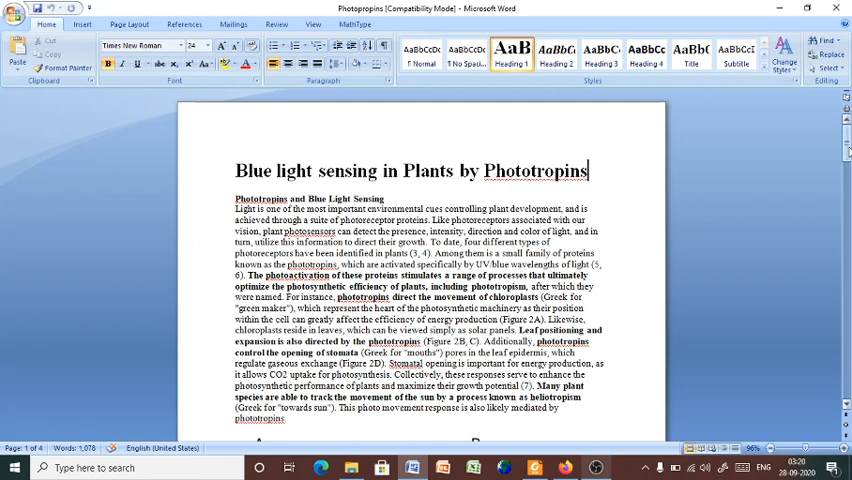 Phototropins [Compatibility Mode] - Microsoft Word
Home Insert Page Layout References Mailings Review View MathType
Paste Cut Copy Format Painter Clipboard
Times New Roman 24 Font
Paragraph
AaBbCcDc AaBbCcDc AaB AaBbC AaBbCc AaBbCc AaBb( AaBbCcI
¶ Normal ¶ No Spaci... Heading 1 Heading 2 Heading 3 Heading 4 Title Subtitle Change Styles Styles
Find Replace Select Editing
Blue light sensing in Plants by Phototropins
Phototropins and Blue Light Sensing
Light is one of the most important environmental cues controlling plant development, and is
achieved through a suite of photoreceptor proteins. Like photoreceptors associated with our
vision, plant photosensors can detect the presence, intensity, direction and color of light, and in
turn, utilize this information to direct their growth. To date, four different types of
photoreceptors have been identified in plants (3, 4). Among them is a small family of proteins
known as the phototropins, which are activated specifically by UV/blue wavelengths of light (5,
6). The photoactivation of these proteins stimulates a range of processes that ultimately
optimize the photosynthetic efficiency of plants, including phototropism, after which they
were named. For instance, phototropins direct the movement of chloroplasts (Greek for
"green maker"), which represent the heart of the photosynthetic machinery as their position
within the cell can greatly affect the efficiency of energy production (Figure 2A). Likewise,
chloroplasts reside in leaves, which can be viewed simply as solar panels. Leaf positioning and
expansion is also directed by the phototropins (Figure 2B, C). Additionally, phototropins
control the opening of stomata (Greek for "mouths") pores in the leaf epidermis, which
regulate gaseous exchange (Figure 2D). Stomatal opening is important for energy production, as
it allows CO2 uptake for photosynthesis. Collectively, these responses serve to enhance the
photosynthetic performance of plants and maximize their growth potential (7). Many plant
species are able to track the movement of the sun by a process known as heliotropism
(Greek for "towards sun"). This photo movement response is also likely mediated by
phototropins.
Page: 1 of 4 Words: 1,078 English (United States) 96%
Type here to search
ENG 03:20
28-09-2020